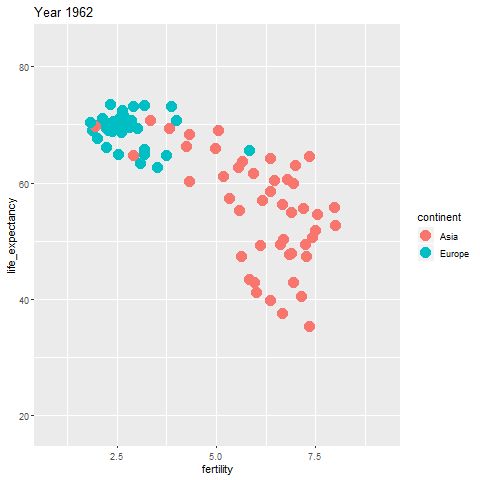 Year 1962
80
60
40
20
life_expectancy
2.5 5.0 7.5
fertility
continent
Asia
Europe